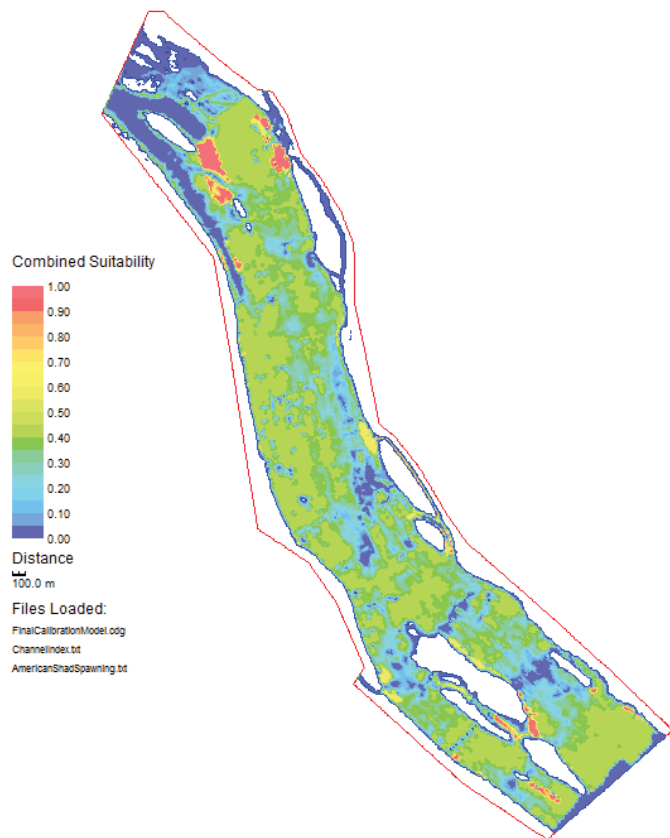 Combined Suitability
1.00
0.90
0.80
0.70
0.60
0.50
0.40
0.30
0.20
0.10
0.00
Distance
100.0 m
Files Loaded:
FinalCalibrationModel.cdg
ChannelIndex.txt
AmericanShadSpawning.txt